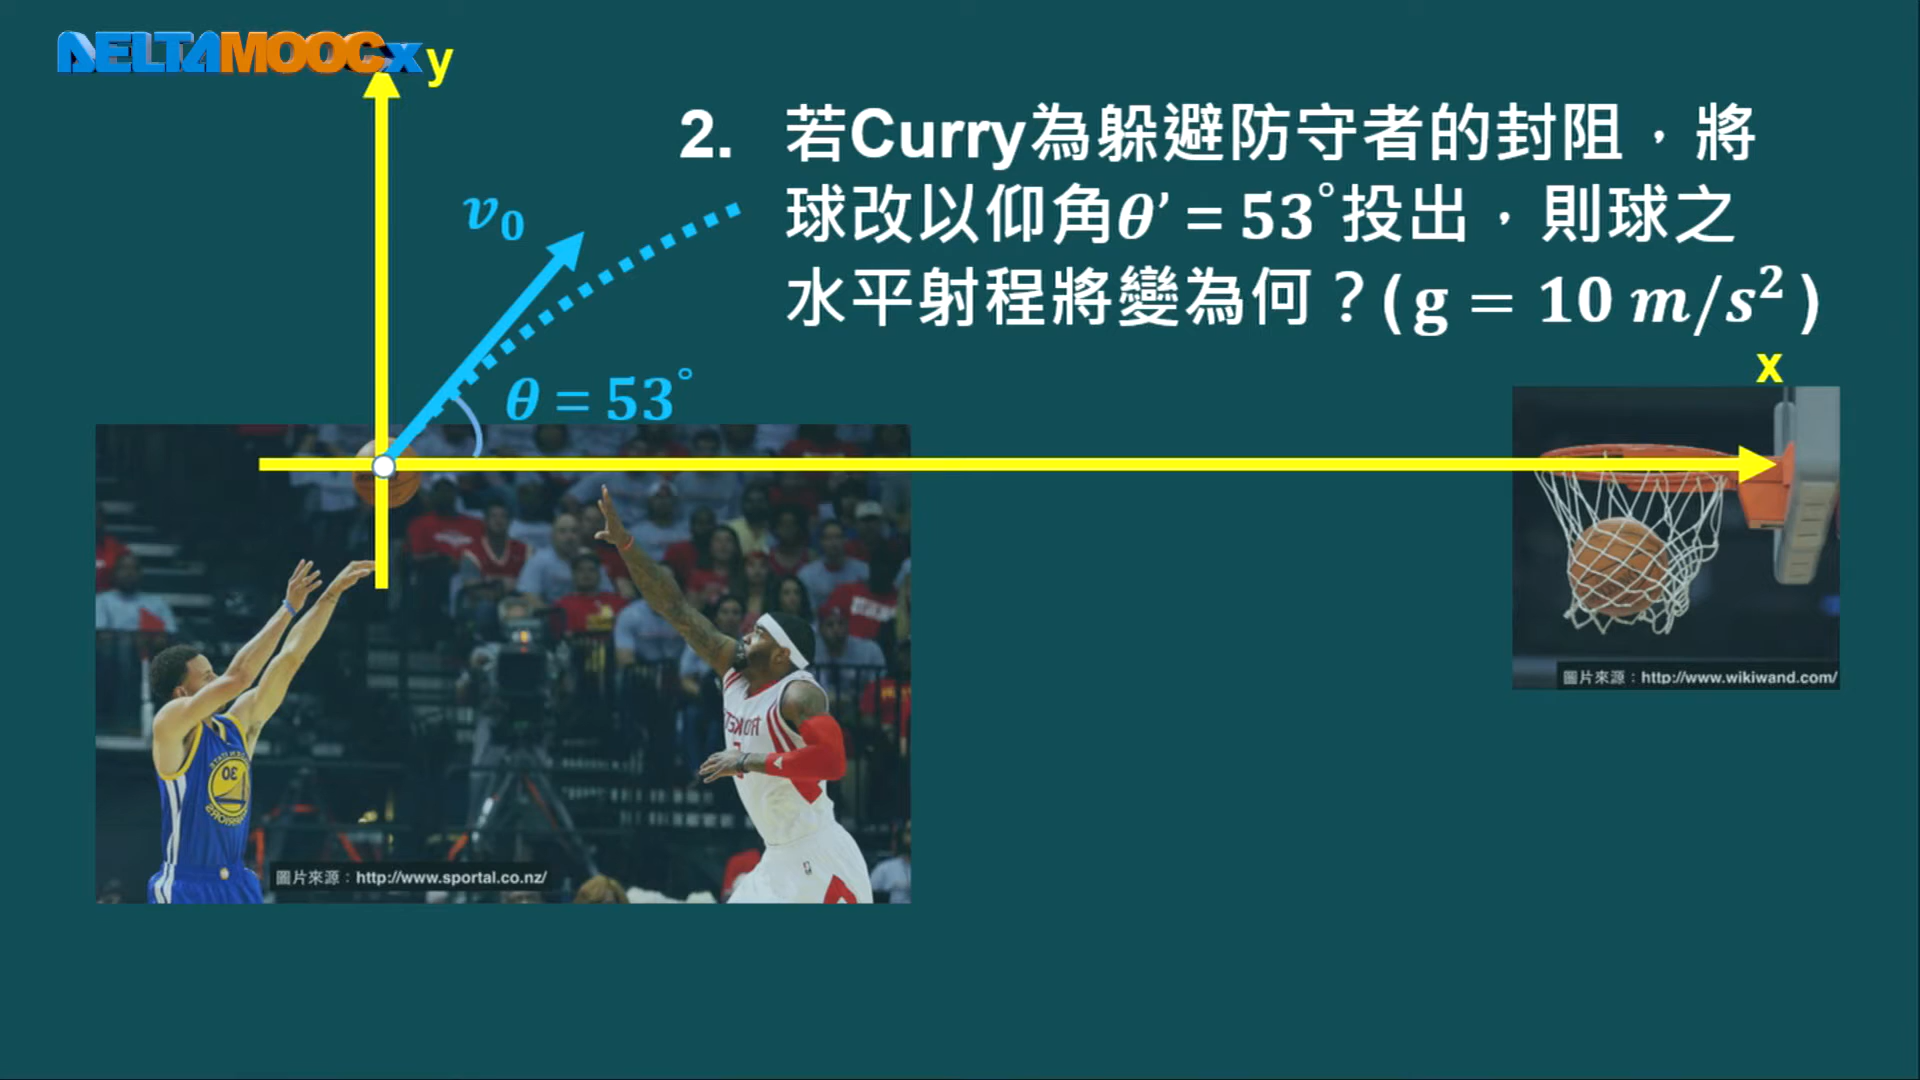 DELTAMOOCx
y
2. 若Curry為躲避防守者的封阻，將
球改以仰角θ’ = 53°投出，則球之
水平射程將變為何？(g = 10 m/s²)
v₀
x
θ = 53°
30
圖片來源：http://www.wikiwand.com/
圖片來源：http://www.sportal.co.nz/